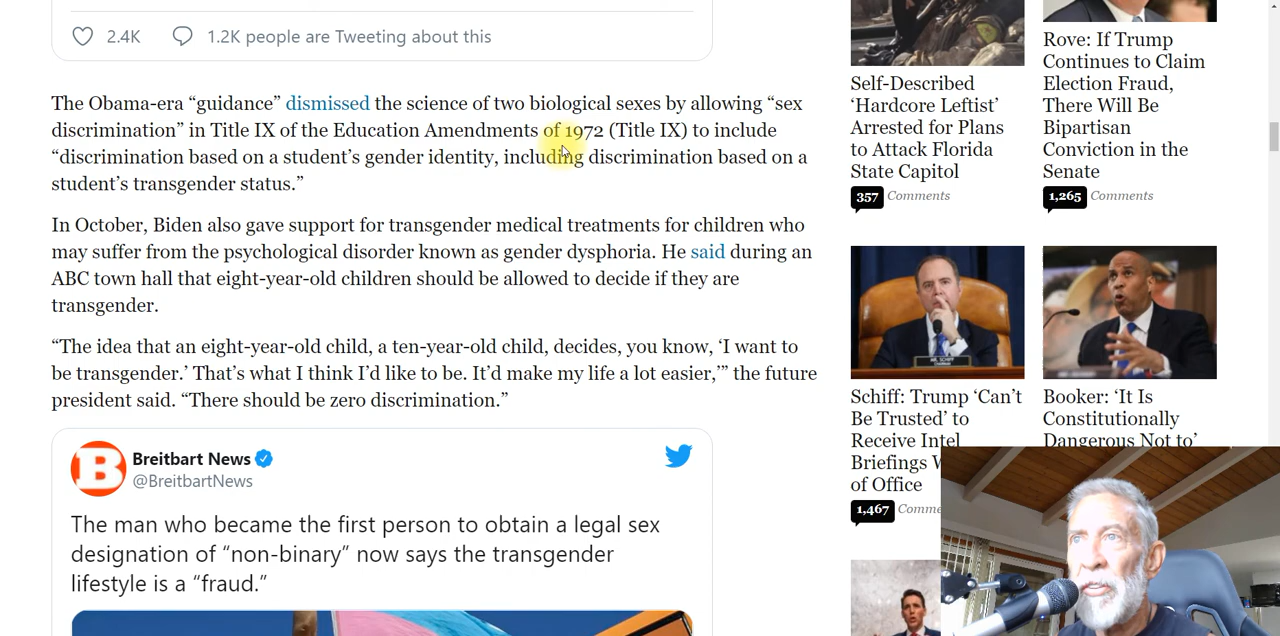 2.4K
1.2K people are Tweeting about this
The Obama-era “guidance” dismissed the science of two biological sexes by allowing “sex
discrimination” in Title IX of the Education Amendments of 1972 (Title IX) to include
“discrimination based on a student’s gender identity, including discrimination based on a
student’s transgender status.”
In October, Biden also gave support for transgender medical treatments for children who
may suffer from the psychological disorder known as gender dysphoria. He said during an
ABC town hall that eight-year-old children should be allowed to decide if they are
transgender.
“The idea that an eight-year-old child, a ten-year-old child, decides, you know, ‘I want to
be transgender.’ That’s what I think I’d like to be. It’d make my life a lot easier,’” the future
president said. “There should be zero discrimination.”
B
Breitbart News
@BreitbartNews
The man who became the first person to obtain a legal sex
designation of “non-binary” now says the transgender
lifestyle is a “fraud.”
Self-Described
‘Hardcore Leftist’
Arrested for Plans
to Attack Florida
State Capitol
357 Comments
Rove: If Trump
Continues to Claim
Election Fraud,
There Will Be
Bipartisan
Conviction in the
Senate
1,265 Comments
MR. SCHIFF
Schiff: Trump ‘Can’t
Be Trusted’ to
Receive Intel
Briefings
of Office
1,467
Booker: ‘It Is
Constitutionally
Dangerous Not to’